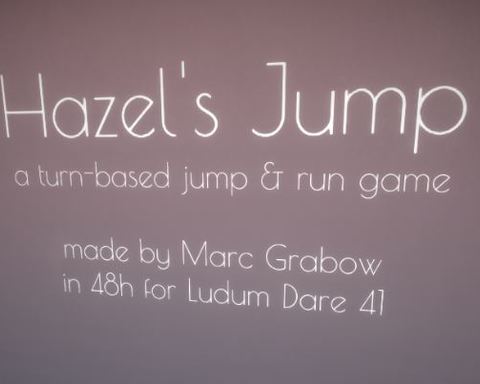 Hazel's Jump
a turn-based jump & run game
made by Marc Grabow
in 48h for Ludum Dare 41